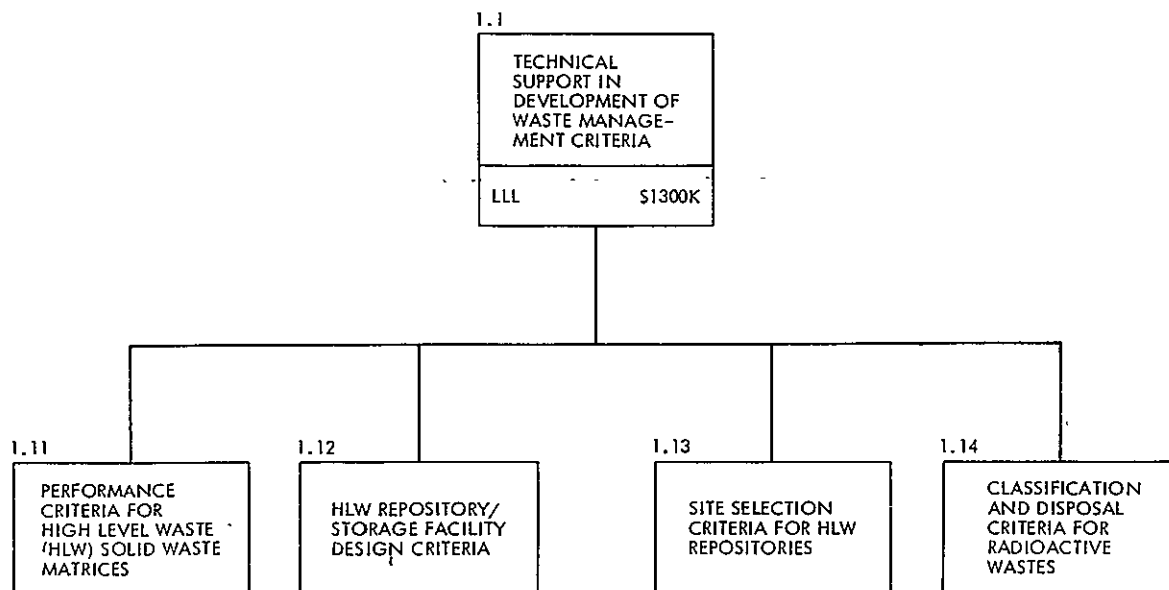 1.1
TECHNICAL
SUPPORT IN
DEVELOPMENT OF
WASTE MANAGE-
MENT CRITERIA
LLL $1300K
1.11
PERFORMANCE
CRITERIA FOR
HIGH LEVEL WASTE
(HLW) SOLID WASTE
MATRICES
1.12
HLW REPOSITORY/
STORAGE FACILITY
DESIGN CRITERIA
1.13
SITE SELECTION
CRITERIA FOR HLW
REPOSITORIES
1.14
CLASSIFICATION
AND DISPOSAL
CRITERIA FOR
RADIOACTIVE
WASTES